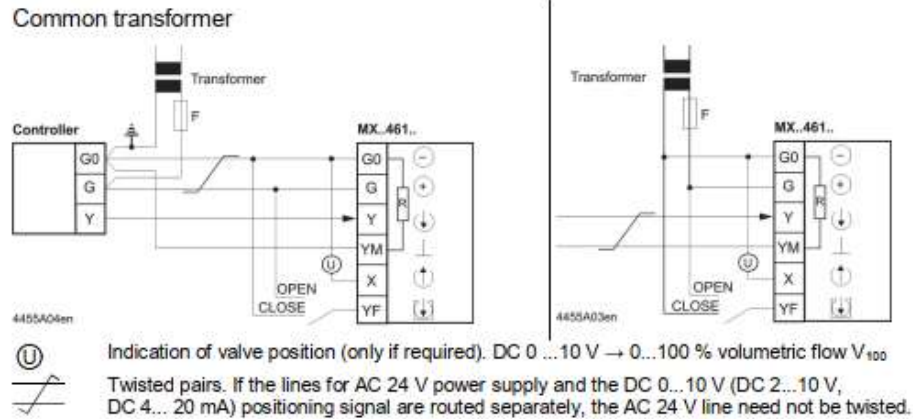 Common transformer
Transformer
F
Controller
MX..461..
G0
G
Y
G0
G
Y
YM
X
YF
R
U
OPEN
CLOSE
4455A04en
Transformer
F
MX..461..
G0
G
Y
YM
X
YF
R
U
OPEN
CLOSE
4455A03en
U Indication of valve position (only if required). DC 0 ...10 V → 0...100 % volumetric flow V100
Twisted pairs. If the lines for AC 24 V power supply and the DC 0...10 V (DC 2...10 V,
DC 4... 20 mA) positioning signal are routed separately, the AC 24 V line need not be twisted.